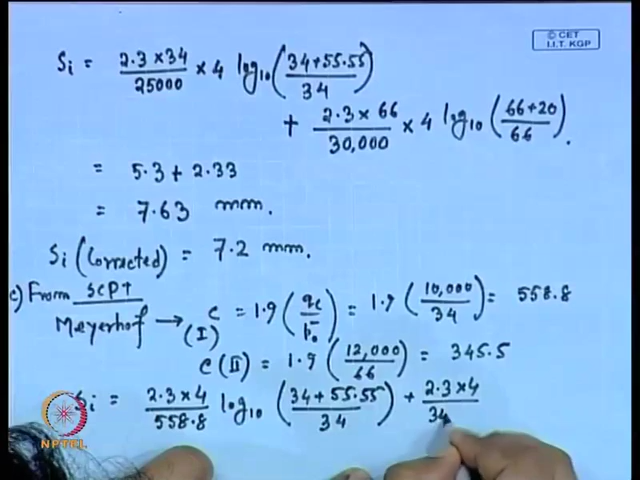 © CET
I.I.T. KGP
Si = 2.3×34/25000 × 4 log10 (34+55.55/34)
+ 2.3×66/30,000 × 4 log10 (66+20/66).
= 5.3 + 2.33
= 7.63 mm.
Si (Corrected) = 7.2 mm.
c) From SCPT
Meyerhof → (I) C = 1.9 (qc/p̄o) = 1.9 (10,000/34) = 558.8
C (II) = 1.9 (12,000/66) = 345.5
Si = 2.3×4/558.8 log10 (34+55.55/34) + 2.3×4/34
NPTEL